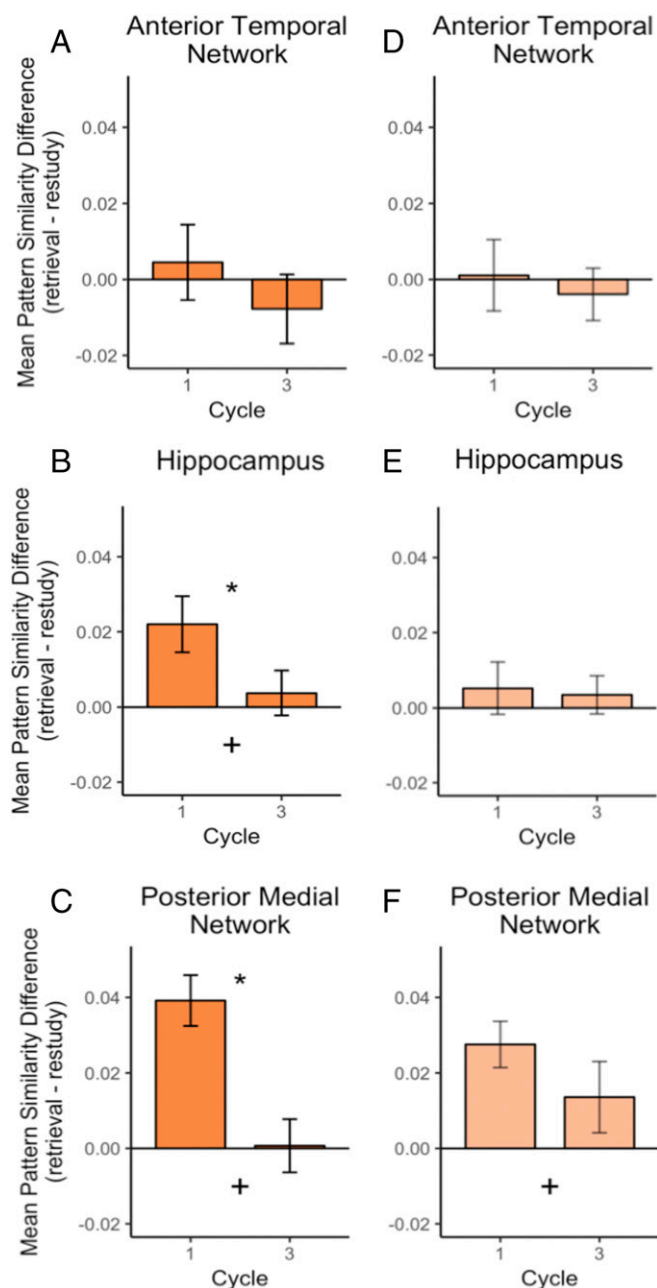 A
Anterior Temporal
Network
Mean Pattern Similarity Difference
(retrieval - restudy)
0.04
0.02
0.00
-0.02
1
3
Cycle
D
Anterior Temporal
Network
0.04
0.02
0.00
-0.02
1
3
Cycle
B
Hippocampus
Mean Pattern Similarity Difference
(retrieval - restudy)
0.04
0.02
0.00
-0.02
*
+
1
3
Cycle
E
Hippocampus
0.04
0.02
0.00
-0.02
1
3
Cycle
C
Posterior Medial
Network
Mean Pattern Similarity Difference
(retrieval - restudy)
0.04
0.02
0.00
-0.02
*
+
1
3
Cycle
F
Posterior Medial
Network
0.04
0.02
0.00
-0.02
+
1
3
Cycle